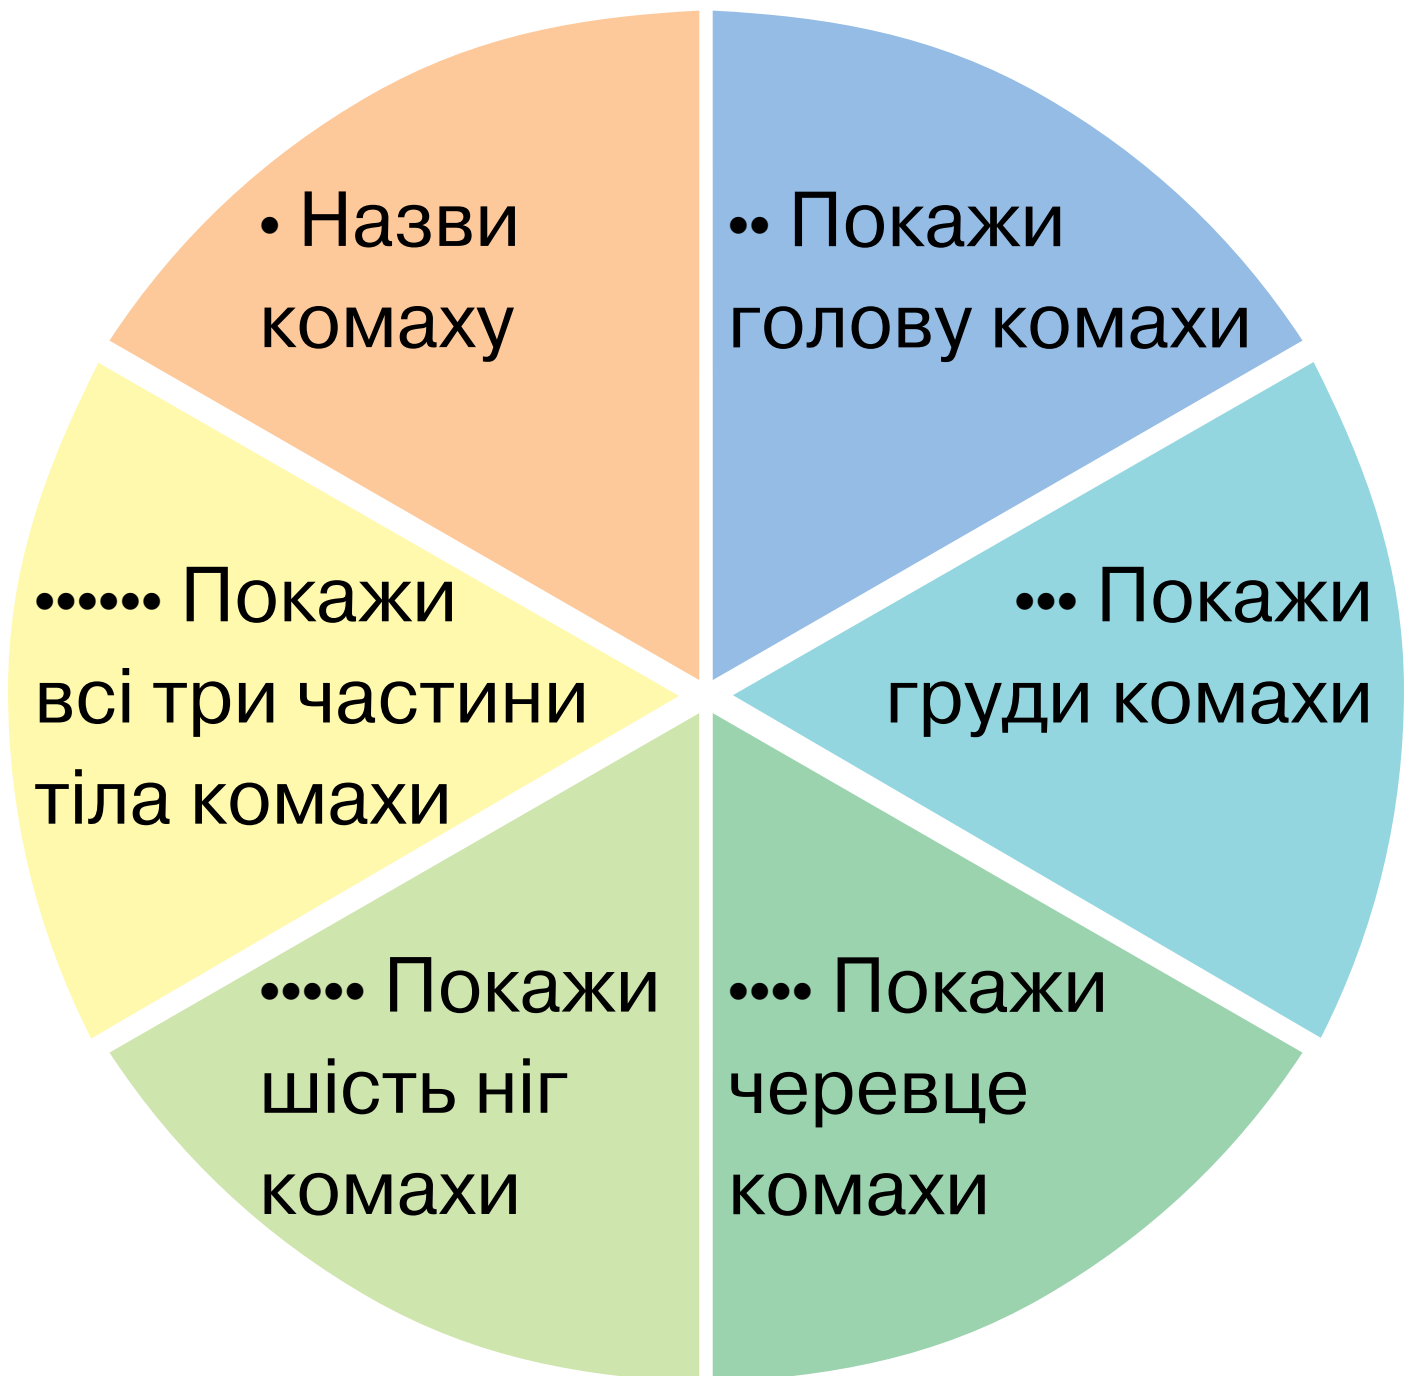 • Назви
комаху
•• Покажи
голову комахи
••• Покажи
груди комахи
•••• Покажи
черевце
комахи
••••• Покажи
шість ніг
комахи
•••••• Покажи
всі три частини
тіла комахи